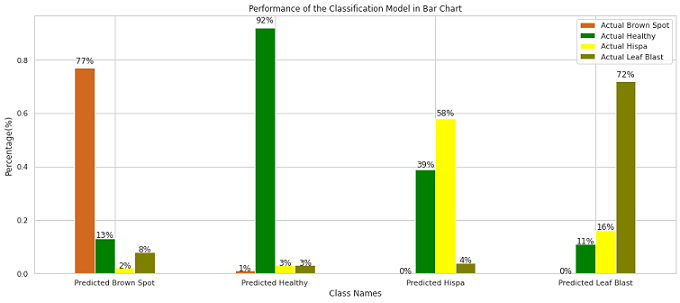 Performance of the Classification Model in Bar Chart
Actual Brown Spot
Actual Healthy
Actual Hispa
Actual Leaf Blast
Percentage(%)
0.8
0.6
0.4
0.2
0.0
77%
13%
2%
8%
1%
92%
3%
3%
0%
39%
58%
4%
0%
11%
16%
72%
Predicted Brown Spot
Predicted Healthy
Predicted Hispa
Predicted Leaf Blast
Class Names